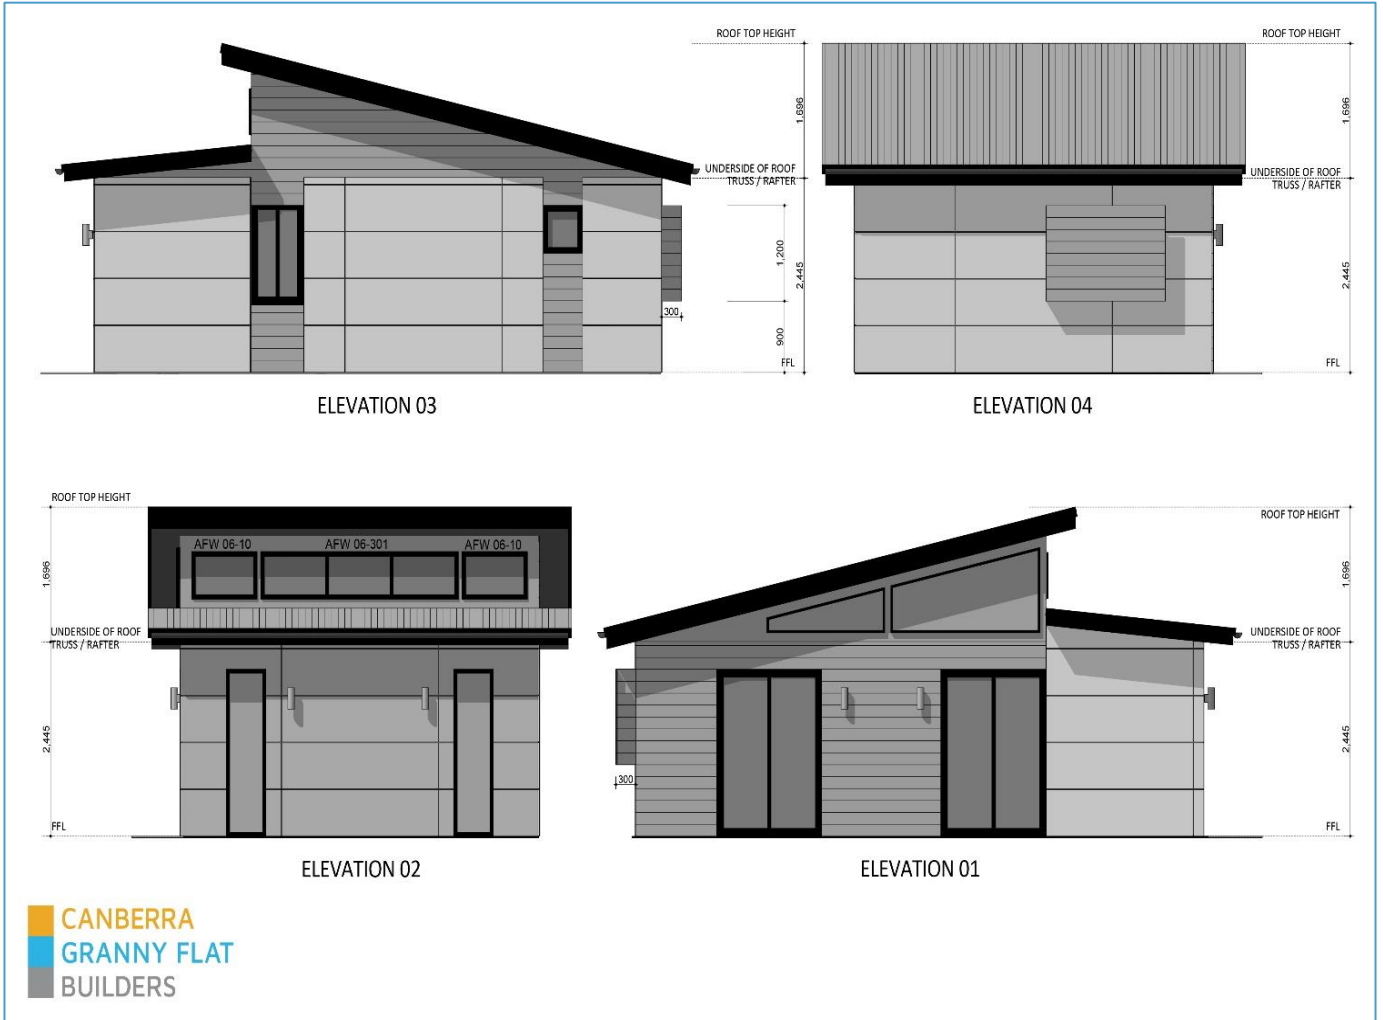 ROOF TOP HEIGHT
1,696
UNDERSIDE OF ROOF
TRUSS / RAFTER
1,200
2,445
300
900
FFL
ELEVATION 03
ROOF TOP HEIGHT
1,696
UNDERSIDE OF ROOF
TRUSS / RAFTER
2,445
FFL
ELEVATION 04
ROOF TOP HEIGHT
AFW 06-10
AFW 06-301
AFW 06-10
1,696
UNDERSIDE OF ROOF
TRUSS / RAFTER
2,445
FFL
ELEVATION 02
ROOF TOP HEIGHT
1,696
UNDERSIDE OF ROOF
TRUSS / RAFTER
2,445
300
FFL
ELEVATION 01
CANBERRA
GRANNY FLAT
BUILDERS